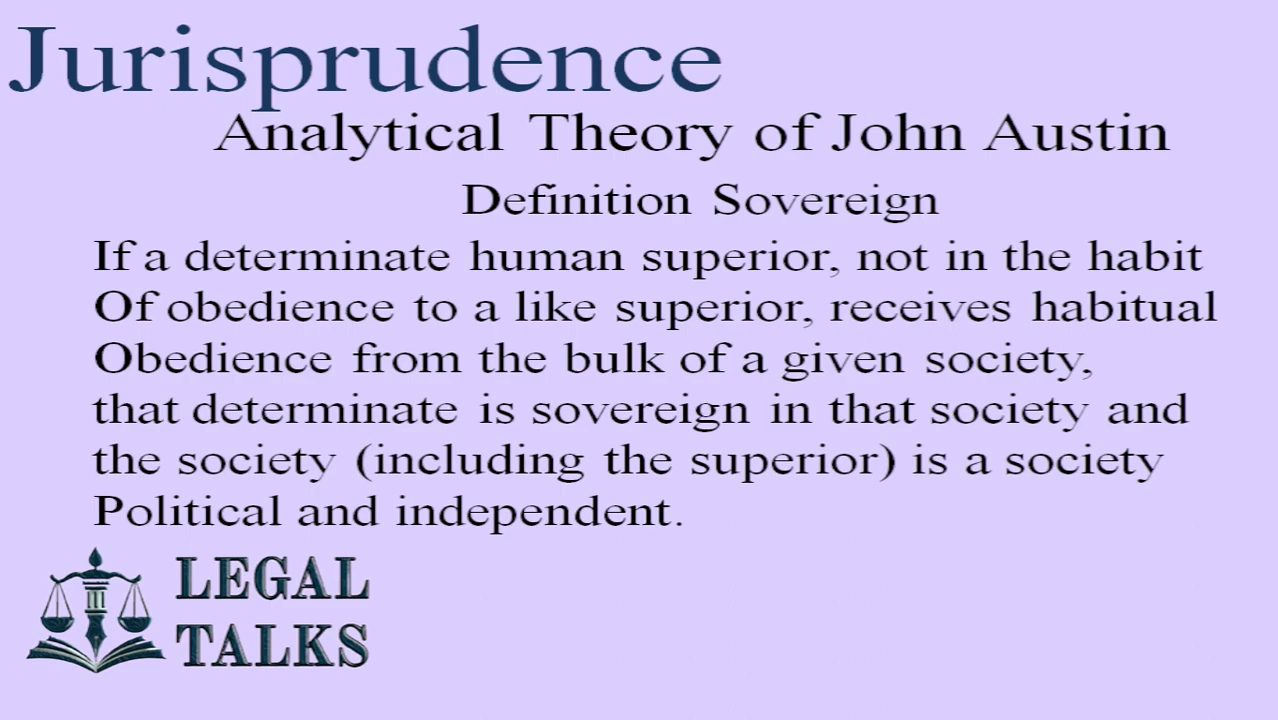 Jurisprudence
Analytical Theory of John Austin
Definition Sovereign
If a determinate human superior, not in the habit
Of obedience to a like superior, receives habitual
Obedience from the bulk of a given society,
that determinate is sovereign in that society and
the society (including the superior) is a society
Political and independent.
LEGAL
TALKS